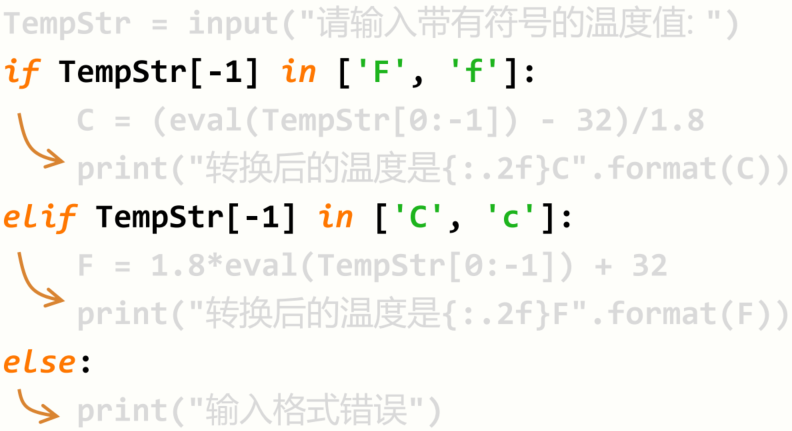 TempStr = input("请输入带有符号的温度值: ")
if TempStr[-1] in ['F', 'f']:
    C = (eval(TempStr[0:-1]) - 32)/1.8
    print("转换后的温度是{:.2f}C".format(C))
elif TempStr[-1] in ['C', 'c']:
    F = 1.8*eval(TempStr[0:-1]) + 32
    print("转换后的温度是{:.2f}F".format(F))
else:
    print("输入格式错误")